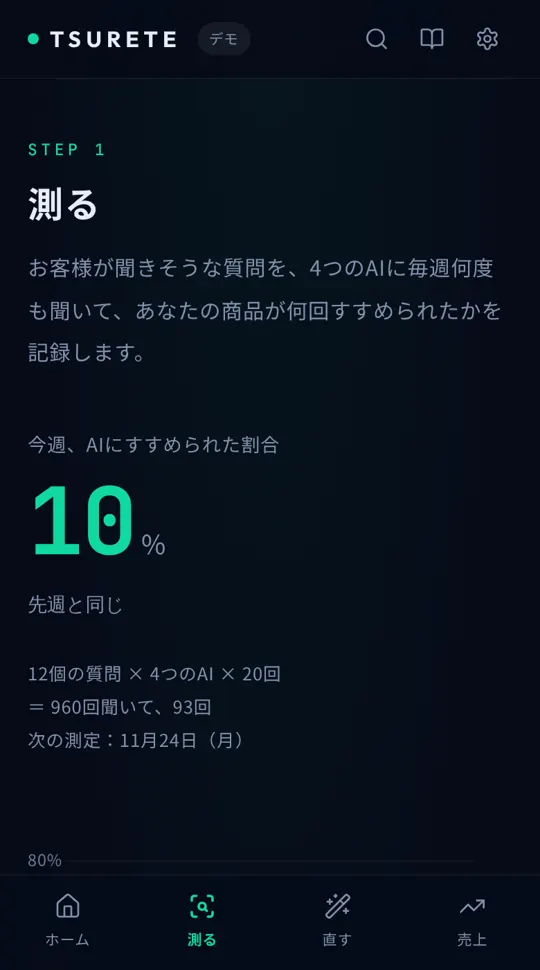 TSURETE デモ
STEP 1
測る
お客様が聞きそうな質問を、4つのAIに毎週何度
も聞いて、あなたの商品が何回すすめられたかを
記録します。
今週、AIにすすめられた割合
10%
先週と同じ
12個の質問 × 4つのAI × 20回
＝ 960回聞いて、93回
次の測定：11月24日（月）
80%
ホーム 測る 直す 売上